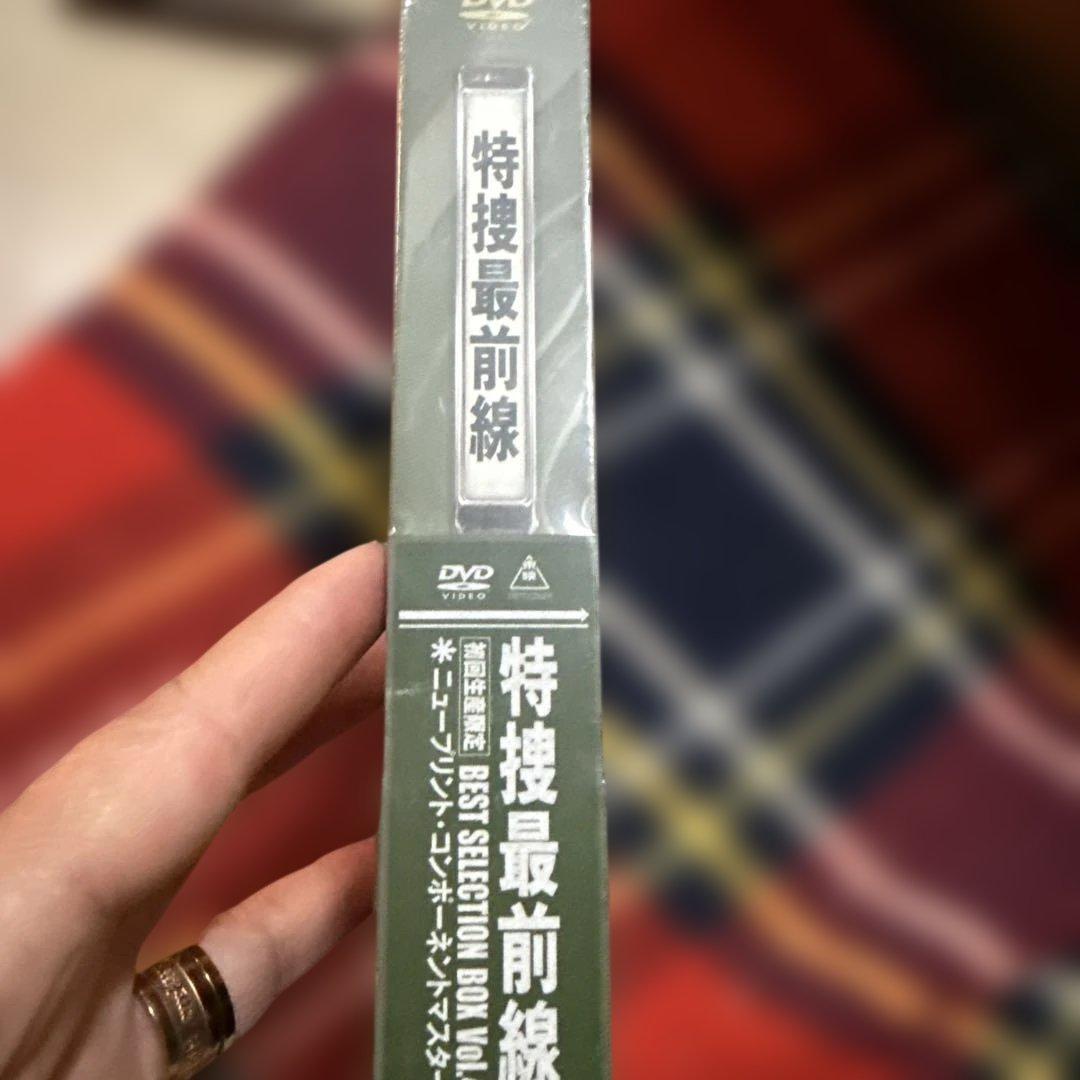 DVD
VIDEO
特捜最前線
DVD
VIDEO
東映
特捜最前線
初回生産限定 BEST SELECTION BOX Vol.
＊ニュープリント・コンポーネントマスター